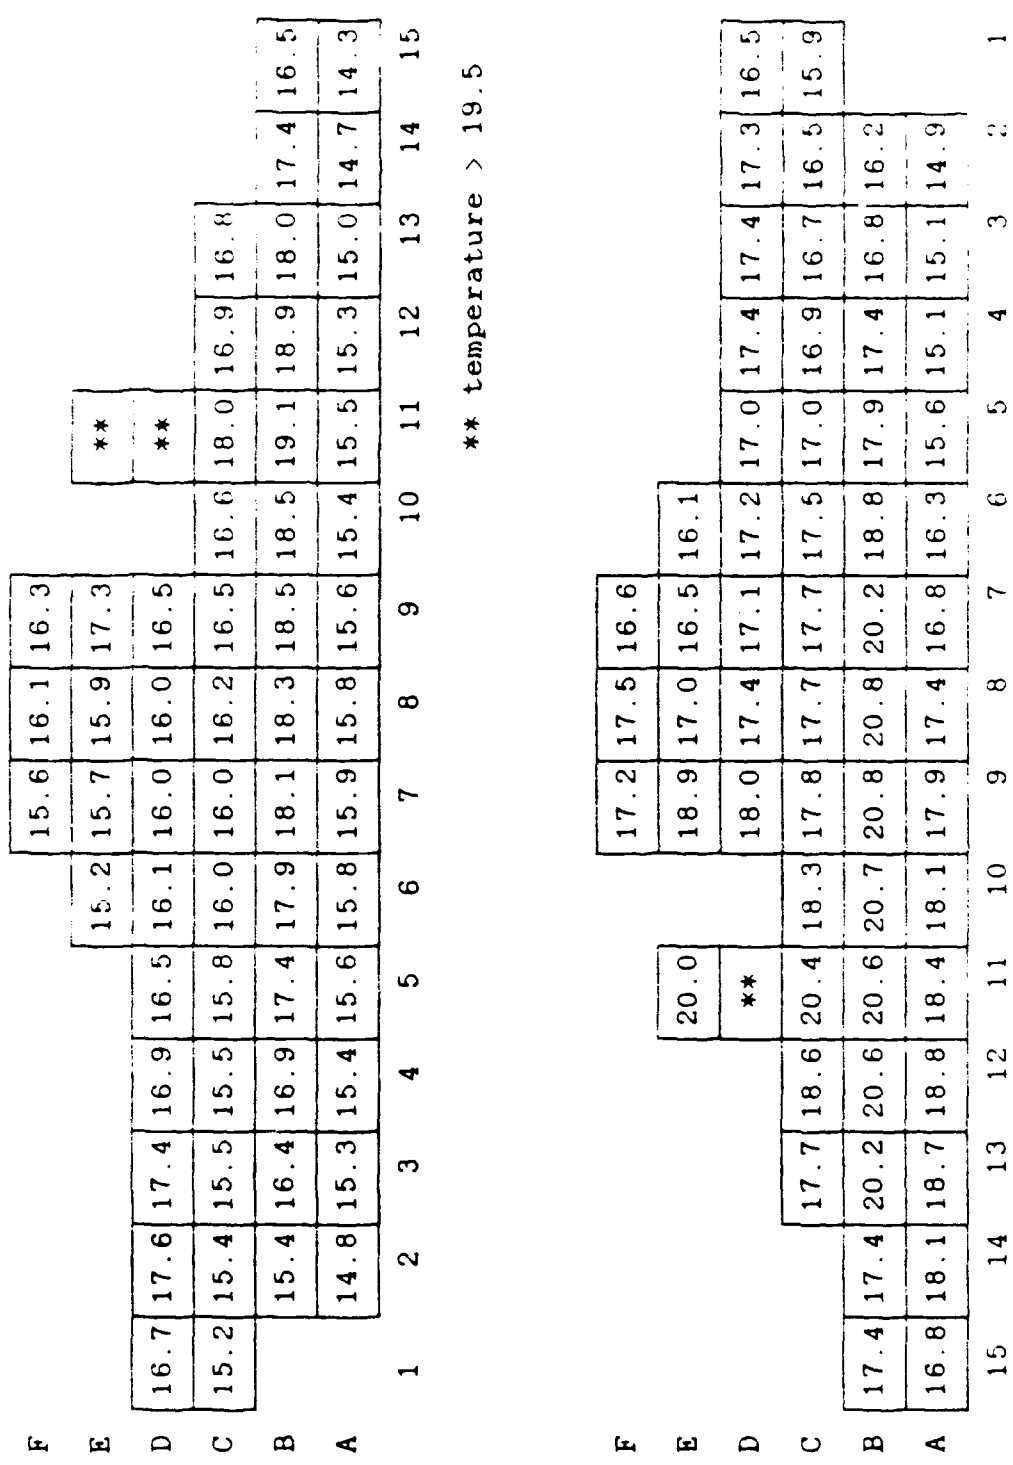 F 15.6 16.1 16.3
E 15.2 15.7 15.9 17.3 **
D 16.7 17.6 17.4 16.9 16.5 16.1 16.0 16.0 16.5 **
C 15.2 15.4 15.5 15.5 15.8 16.0 16.0 16.2 16.5 16.6 18.0 16.9 16.8
B 15.4 16.4 16.9 17.4 17.9 18.1 18.3 18.5 18.5 19.1 18.9 18.0 17.4 16.5
A 14.8 15.3 15.4 15.6 15.8 15.9 15.8 15.6 15.4 15.5 15.3 15.0 14.7 14.3
1 2 3 4 5 6 7 8 9 10 11 12 13 14 15
** temperature > 19.5
F 17.2 17.5 16.6
E 20.0 18.9 17.0 16.5 16.1
D ** 18.0 17.4 17.1 17.2 17.0 17.4 17.4 17.3 16.5
C 17.7 18.6 20.4 18.3 17.8 17.7 17.7 17.5 17.0 16.9 16.7 16.5 15.9
B 17.4 17.4 20.2 20.6 20.6 20.7 20.8 20.8 20.2 18.8 17.9 17.4 16.8 16.2
A 16.8 18.1 18.7 18.8 18.4 18.1 17.9 17.4 16.8 16.3 15.6 15.1 15.1 14.9
15 14 13 12 11 10 9 8 7 6 5 4 3 2 1